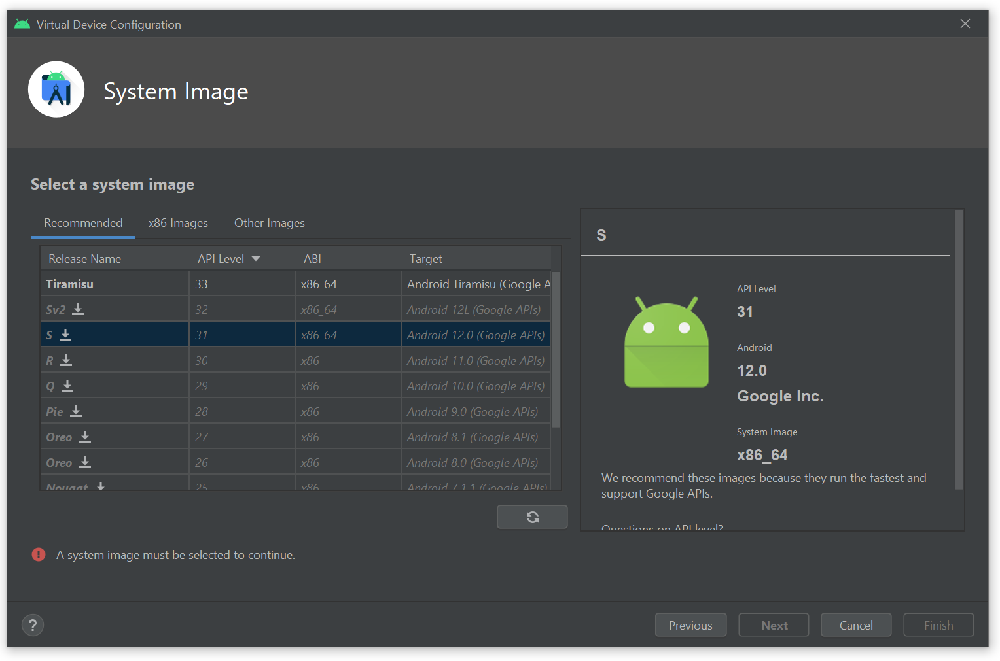 Virtual Device Configuration
System Image
Select a system image
Recommended x86 Images Other Images
Release Name API Level ABI Target
Tiramisu 33 x86_64 Android Tiramisu (Google A
Sv2 32 x86_64 Android 12L (Google APIs)
S 31 x86_64 Android 12.0 (Google APIs)
R 30 x86 Android 11.0 (Google APIs)
Q 29 x86 Android 10.0 (Google APIs)
Pie 28 x86 Android 9.0 (Google APIs)
Oreo 27 x86 Android 8.1 (Google APIs)
Oreo 26 x86 Android 8.0 (Google APIs)
Nougat 25 x86 Android 7.1.1 (Google APIs)
S
API Level
31
Android
12.0
Google Inc.
System Image
x86_64
We recommend these images because they run the fastest and
support Google APIs.
Questions on API level?
A system image must be selected to continue.
? Previous Next Cancel Finish